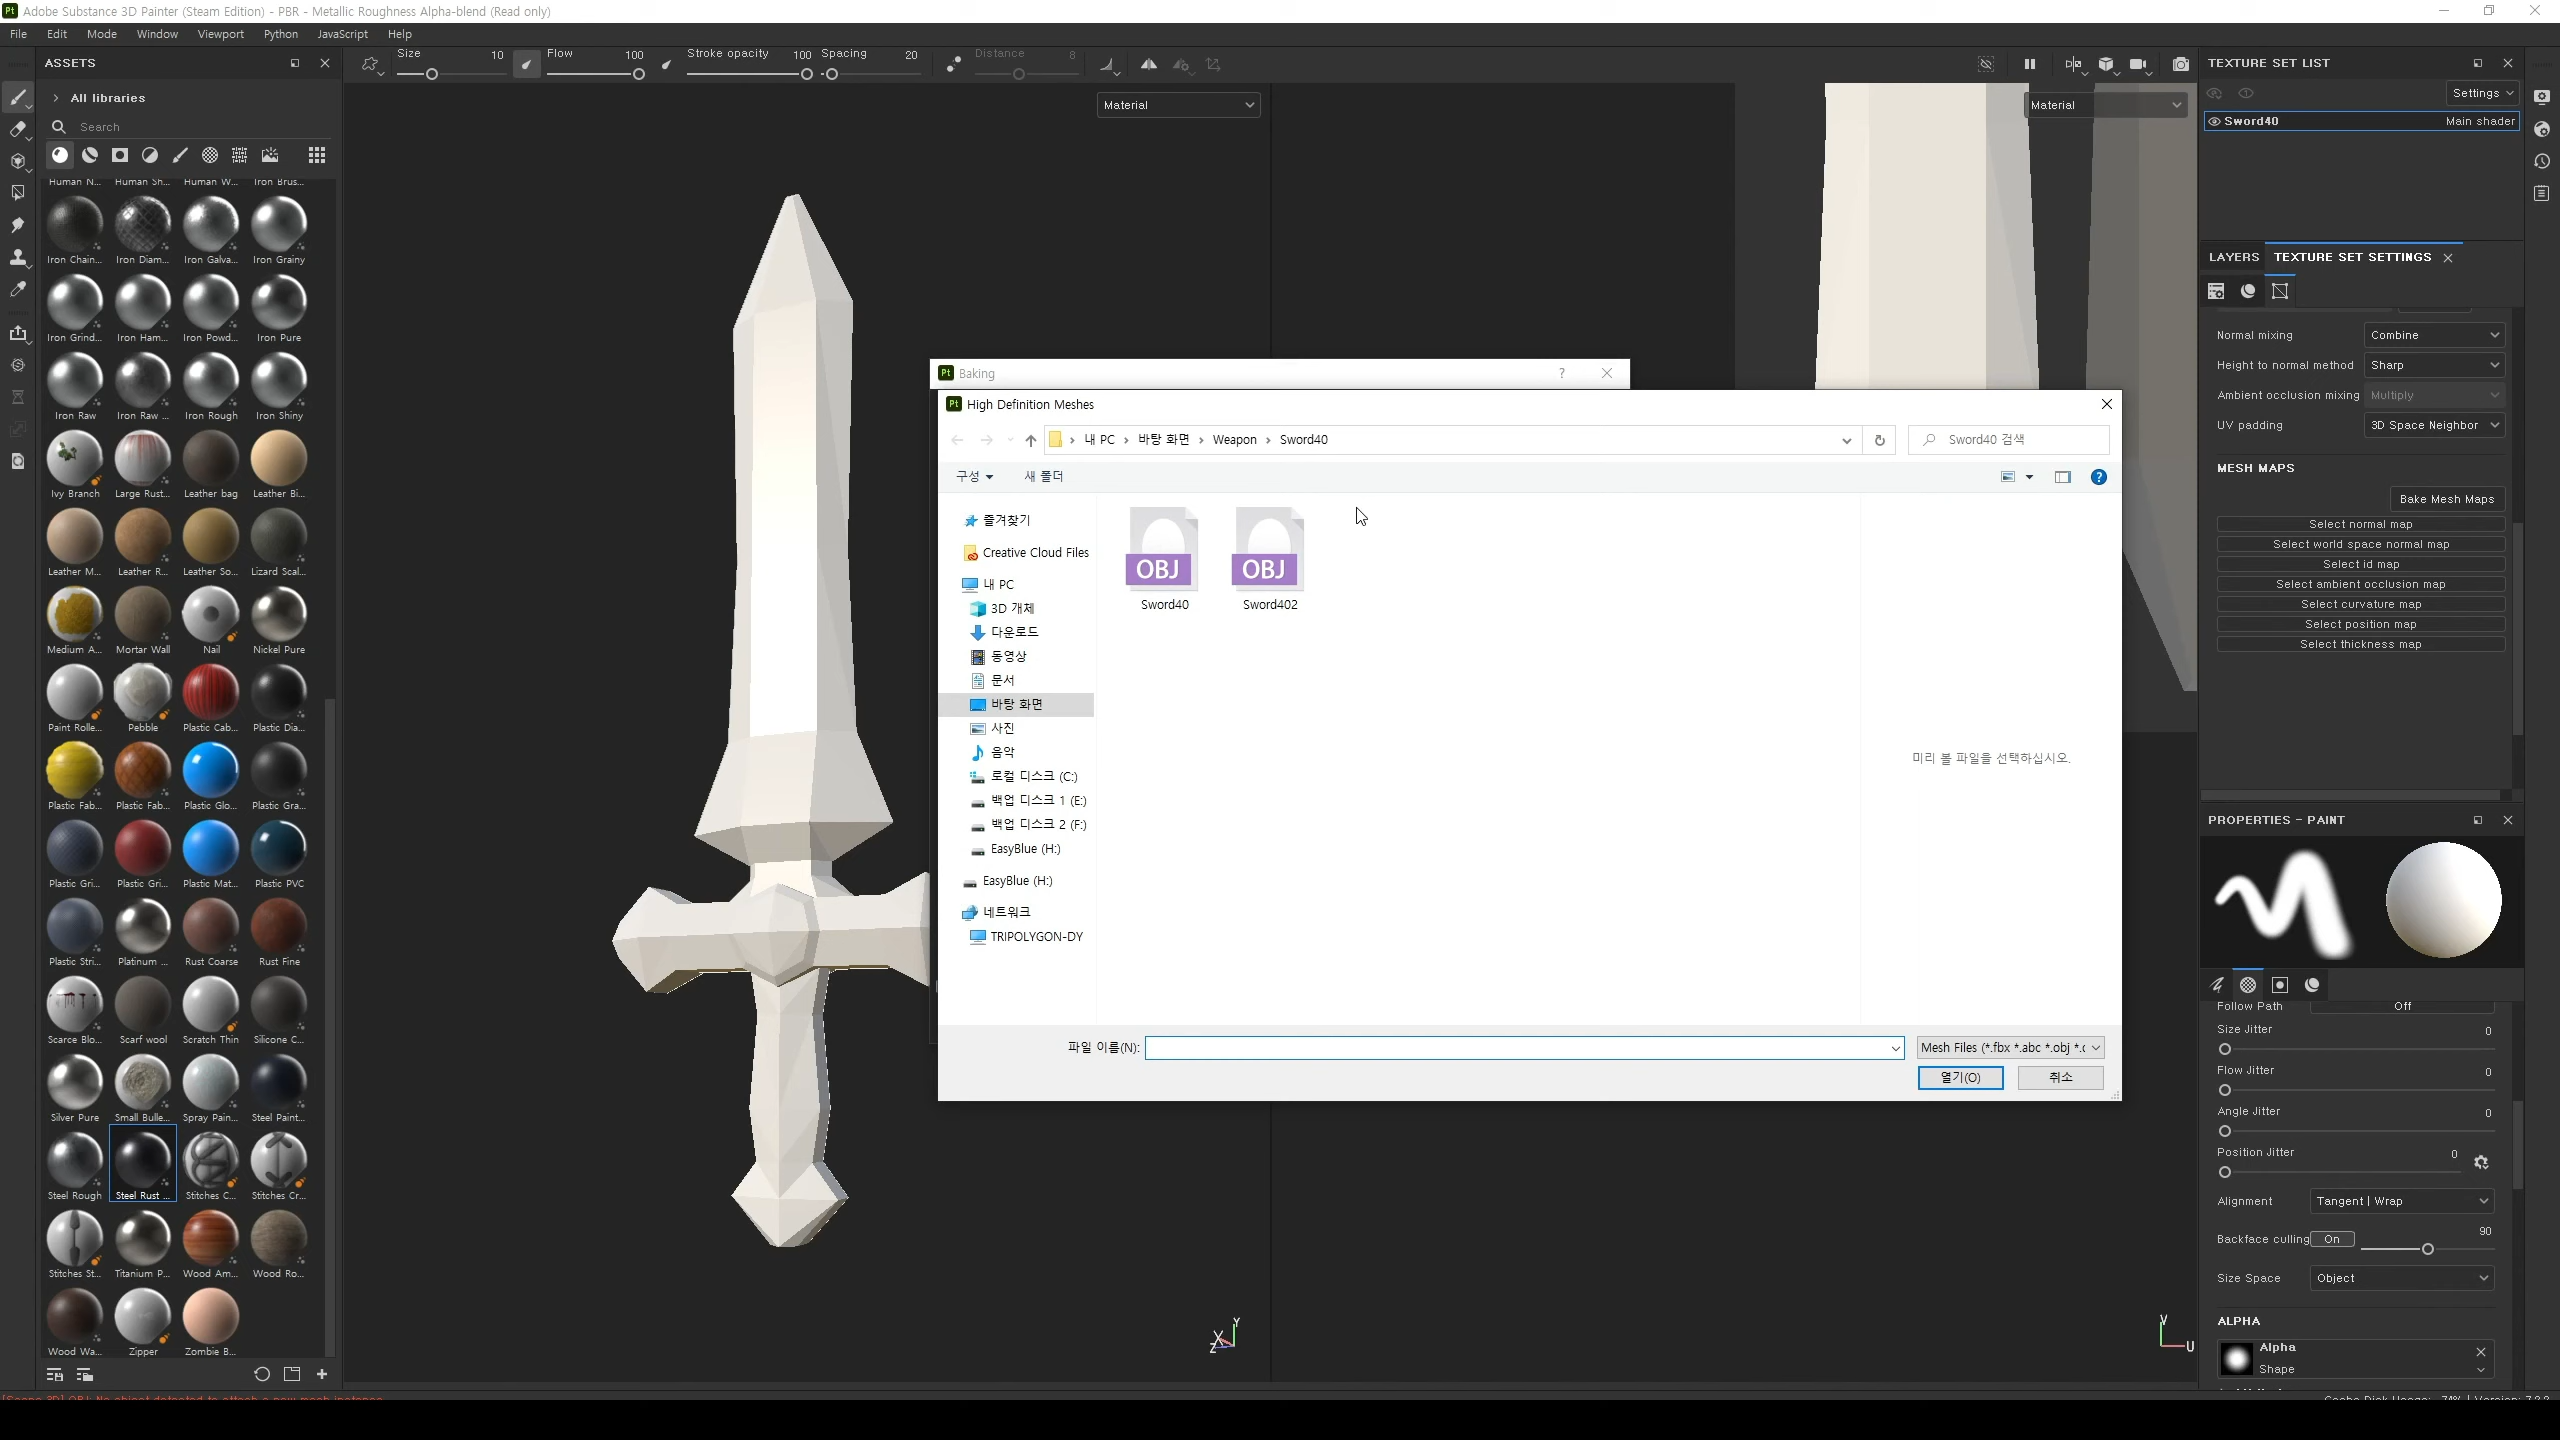 Adobe Substance 3D Painter (Steam Edition) - PBR - Metallic Roughness Alpha-blend (Read only)
File Edit Mode Window Viewport Python JavaScript Help
ASSETS
Size 10 Flow 100 Stroke opacity 100 Spacing 20 Distance 8
All libraries
Search
Human N... Human Sh... Human W... Iron Brus...
Iron Chain... Iron Diam... Iron Galva... Iron Grainy
Iron Grind... Iron Ham... Iron Powd... Iron Pure
Iron Raw Iron Raw ... Iron Rough Iron Shiny
Ivy Branch Large Rust... Leather bag Leather Bi...
Leather M... Leather R... Leather So... Lizard Scal...
Medium A... Mortar Wall Nail Nickel Pure
Paint Rolle... Pebble Plastic Cab... Plastic Dia...
Plastic Fab... Plastic Fab... Plastic Glo... Plastic Gra...
Plastic Gri... Plastic Gri... Plastic Mat... Plastic PVC
Plastic Stri... Platinum ... Rust Coarse Rust Fine
Scarce Blo... Scarf wool Scratch Thin Silicone C...
Silver Pure Small Bulle... Spray Pain... Steel Paint...
Steel Rough Steel Rust ... Stitches C... Stitches Cr...
Stitches St... Titanium P... Wood Am... Wood Ro...
Wood Wa... Zipper Zombie B...
Material
Material
Y
X
Z
V
U
Pt Baking ?
Pt High Definition Meshes
내 PC 바탕 화면 Weapon Sword40
Sword40 검색
구성 새 폴더
즐겨찾기
Creative Cloud Files
내 PC
3D 개체
다운로드
동영상
문서
바탕 화면
사진
음악
로컬 디스크 (C:)
백업 디스크 1 (E:)
백업 디스크 2 (F:)
EasyBlue (H:)
EasyBlue (H:)
네트워크
TRIPOLYGON-DY
OBJ OBJ
Sword40 Sword402
미리 볼 파일을 선택하십시오.
파일 이름(N): Mesh Files (*.fbx *.abc *.obj *.c
열기(O) 취소
TEXTURE SET LIST
Settings
Sword40 Main shader
LAYERS TEXTURE SET SETTINGS
Normal mixing Combine
Height to normal method Sharp
Ambient occlusion mixing Multiply
UV padding 3D Space Neighbor
MESH MAPS
Bake Mesh Maps
Select normal map
Select world space normal map
Select id map
Select ambient occlusion map
Select curvature map
Select position map
Select thickness map
PROPERTIES - PAINT
Follow Path Off
Size Jitter 0
Flow Jitter 0
Angle Jitter 0
Position Jitter 0
Alignment Tangent | Wrap
Backface culling On 90
Size Space Object
ALPHA
Alpha
Shape